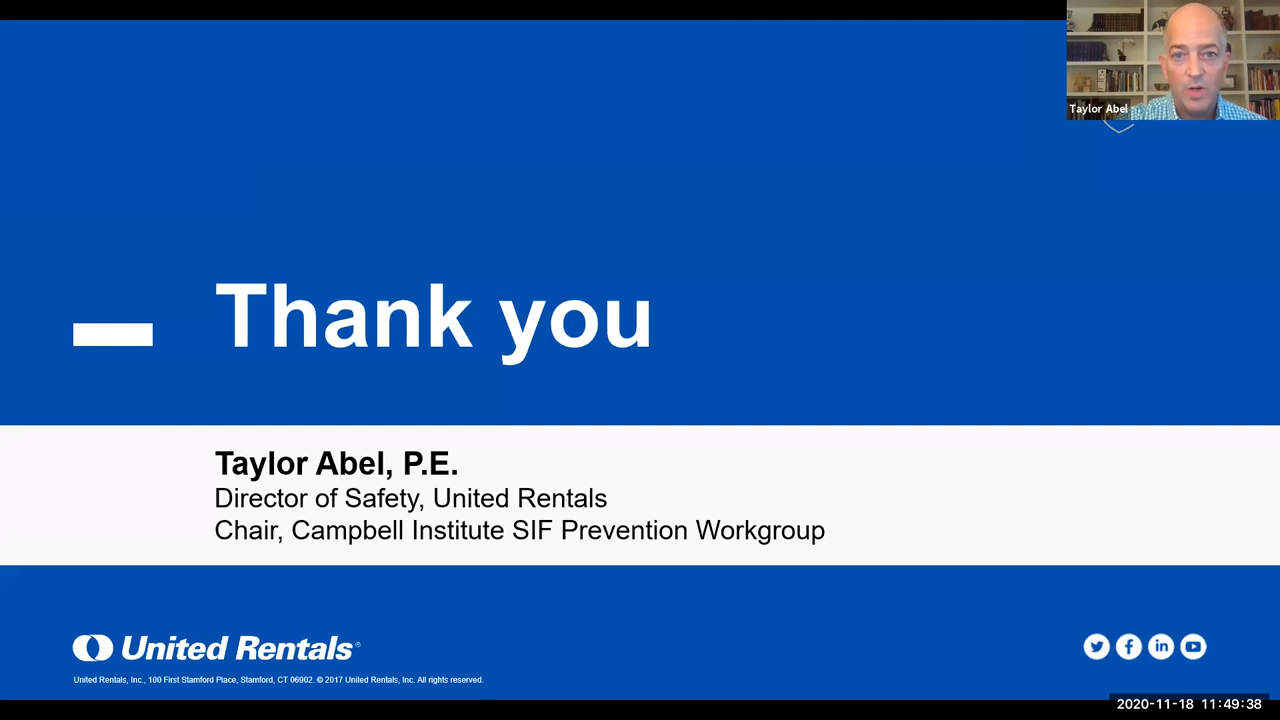 Taylor Abel
Thank you
Taylor Abel, P.E.
Director of Safety, United Rentals
Chair, Campbell Institute SIF Prevention Workgroup
United Rentals®
United Rentals, Inc., 100 First Stamford Place, Stamford, CT 06902. © 2017 United Rentals, Inc. All rights reserved.
2020-11-18 11:49:38